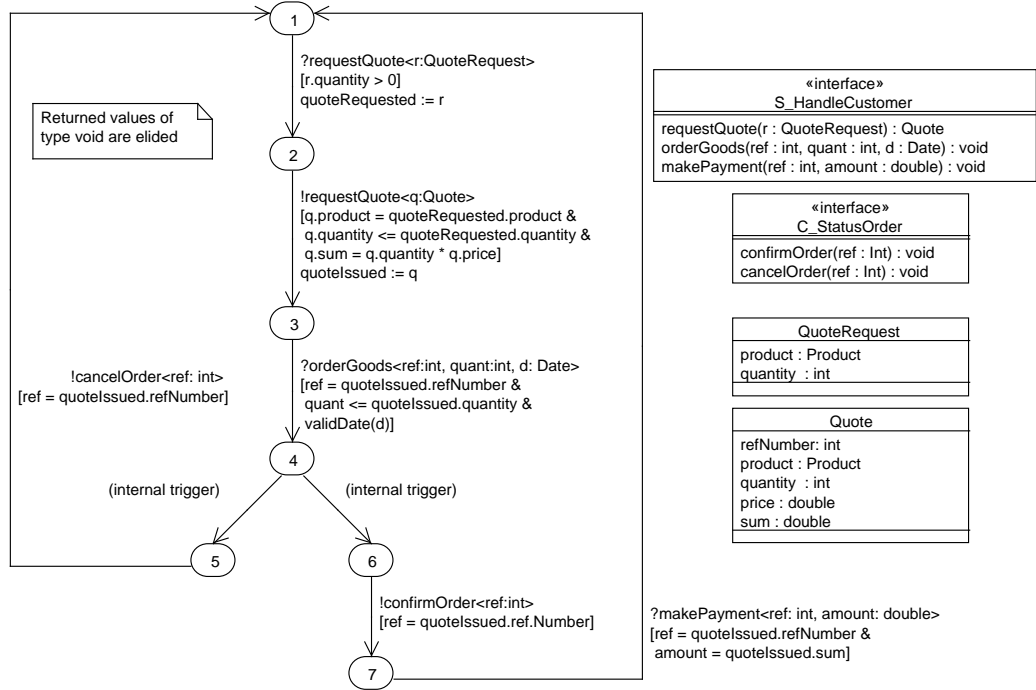 1
?requestQuote<r:QuoteRequest>
[r.quantity > 0]
quoteRequested := r
Returned values of
type void are elided
2
!requestQuote<q:Quote>
[q.product = quoteRequested.product &
q.quantity <= quoteRequested.quantity &
q.sum = q.quantity * q.price]
quoteIssued := q
3
!cancelOrder<ref: int>
[ref = quoteIssued.refNumber]
?orderGoods<ref:int, quant:int, d: Date>
[ref = quoteIssued.refNumber &
quant <= quoteIssued.quantity &
validDate(d)]
4
(internal trigger)
(internal trigger)
5
6
!confirmOrder<ref:int>
[ref = quoteIssued.ref.Number]
7
?makePayment<ref: int, amount: double>
[ref = quoteIssued.refNumber &
amount = quoteIssued.sum]
«interface»
S_HandleCustomer
requestQuote(r : QuoteRequest) : Quote
orderGoods(ref : int, quant : int, d : Date) : void
makePayment(ref : int, amount : double) : void
«interface»
C_StatusOrder
confirmOrder(ref : Int) : void
cancelOrder(ref : Int) : void
QuoteRequest
product : Product
quantity : int
Quote
refNumber: int
product : Product
quantity : int
price : double
sum : double